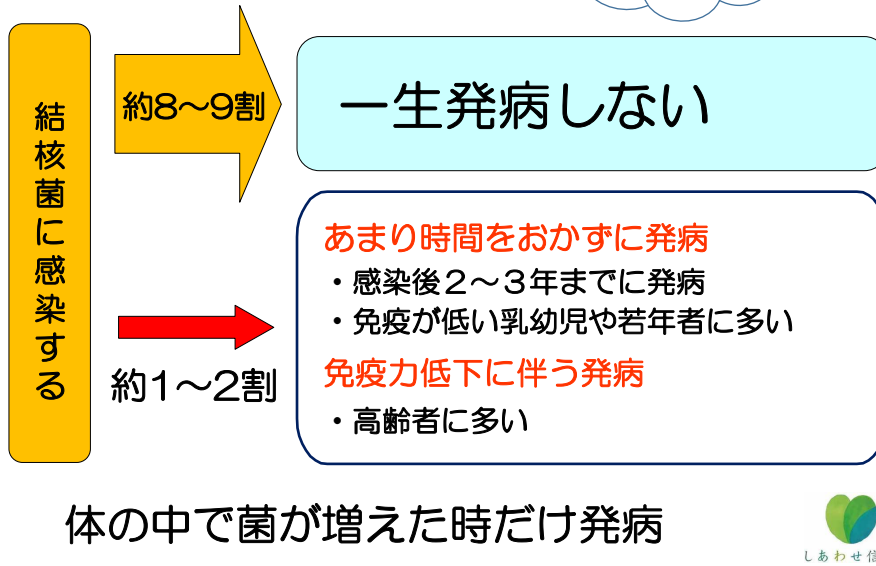 結核菌に感染する
約8～9割
一生発病しない
あまり時間をおかずに発病
・感染後２～３年までに発病
・免疫が低い乳幼児や若年者に多い
約1～2割
免疫力低下に伴う発病
・高齢者に多い
体の中で菌が増えた時だけ発病
しあわせ信